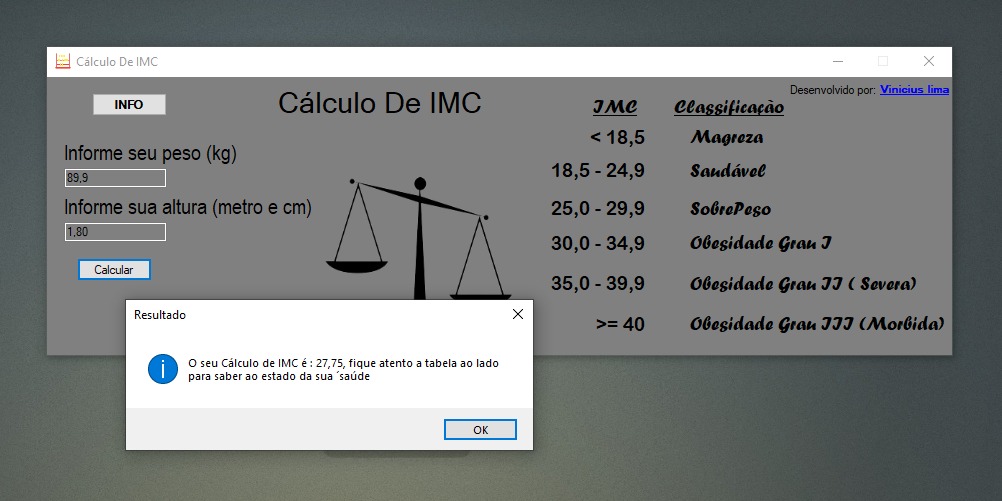 Cálculo De IMC
INFO
Cálculo De IMC
Desenvolvido por: Vinicius lima
Informe seu peso (kg)
89,9
Informe sua altura (metro e cm)
1,80
Calcular
IMC Classificação
< 18,5 Magreza
18,5 - 24,9 Saudável
25,0 - 29,9 SobrePeso
30,0 - 34,9 Obesidade Grau I
35,0 - 39,9 Obesidade Grau II ( Severa)
>= 40 Obesidade Grau III (Morbida)
Resultado
O seu Cálculo de IMC é : 27,75, fique atento a tabela ao lado
para saber ao estado da sua ´saúde
OK